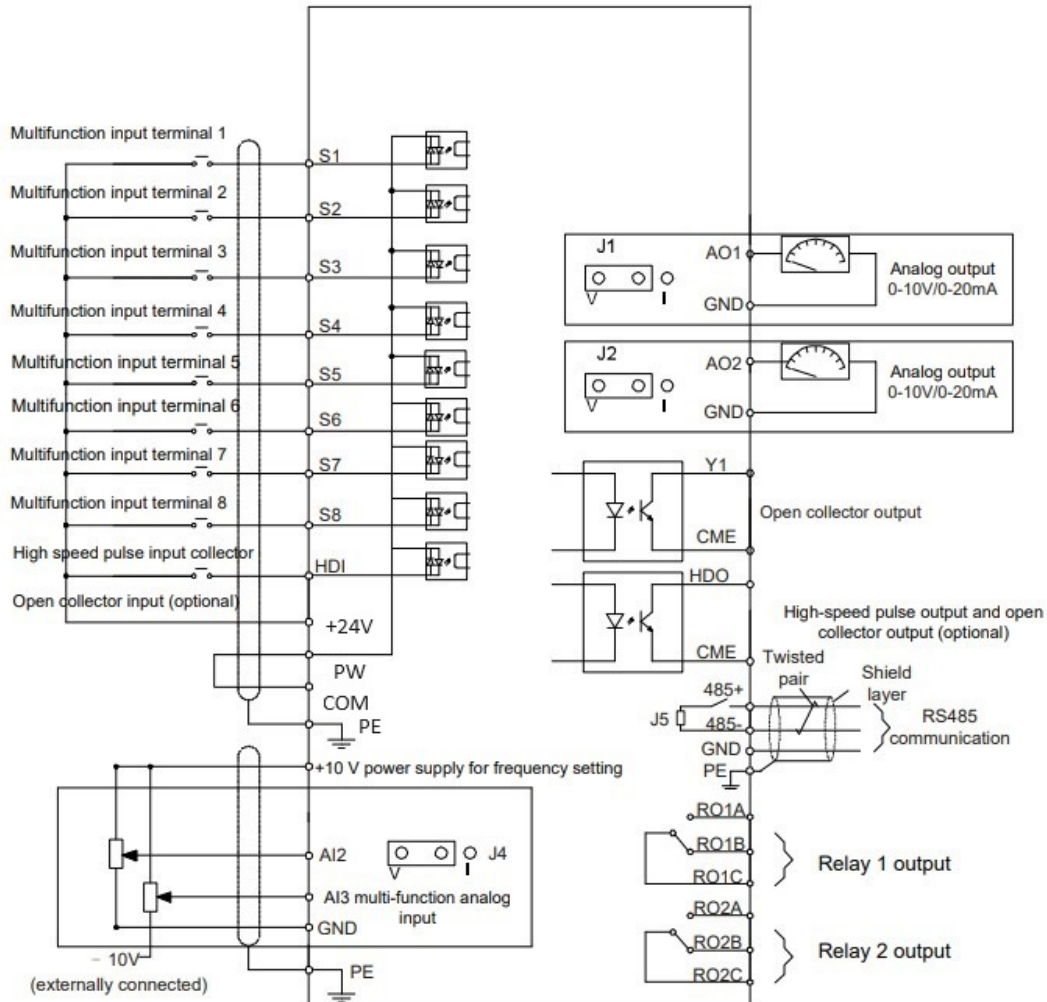 Multifunction input terminal 1
S1
Multifunction input terminal 2
S2
Multifunction input terminal 3
S3
Multifunction input terminal 4
S4
Multifunction input terminal 5
S5
Multifunction input terminal 6
S6
Multifunction input terminal 7
S7
Multifunction input terminal 8
S8
High speed pulse input collector
HDI
Open collector input (optional)
+24V
PW
COM
PE
+10 V power supply for frequency setting
AI2
V
I
J4
AI3 multi-function analog
input
GND
- 10V
(externally connected)
PE
J1
V
I
AO1
GND
Analog output
0-10V/0-20mA
J2
V
I
AO2
GND
Analog output
0-10V/0-20mA
Y1
CME
Open collector output
HDO
CME
High-speed pulse output and open
collector output (optional)
Twisted
pair
Shield
layer
485+
J5
485-
GND
PE
RS485
communication
RO1A
RO1B
RO1C
Relay 1 output
RO2A
RO2B
RO2C
Relay 2 output